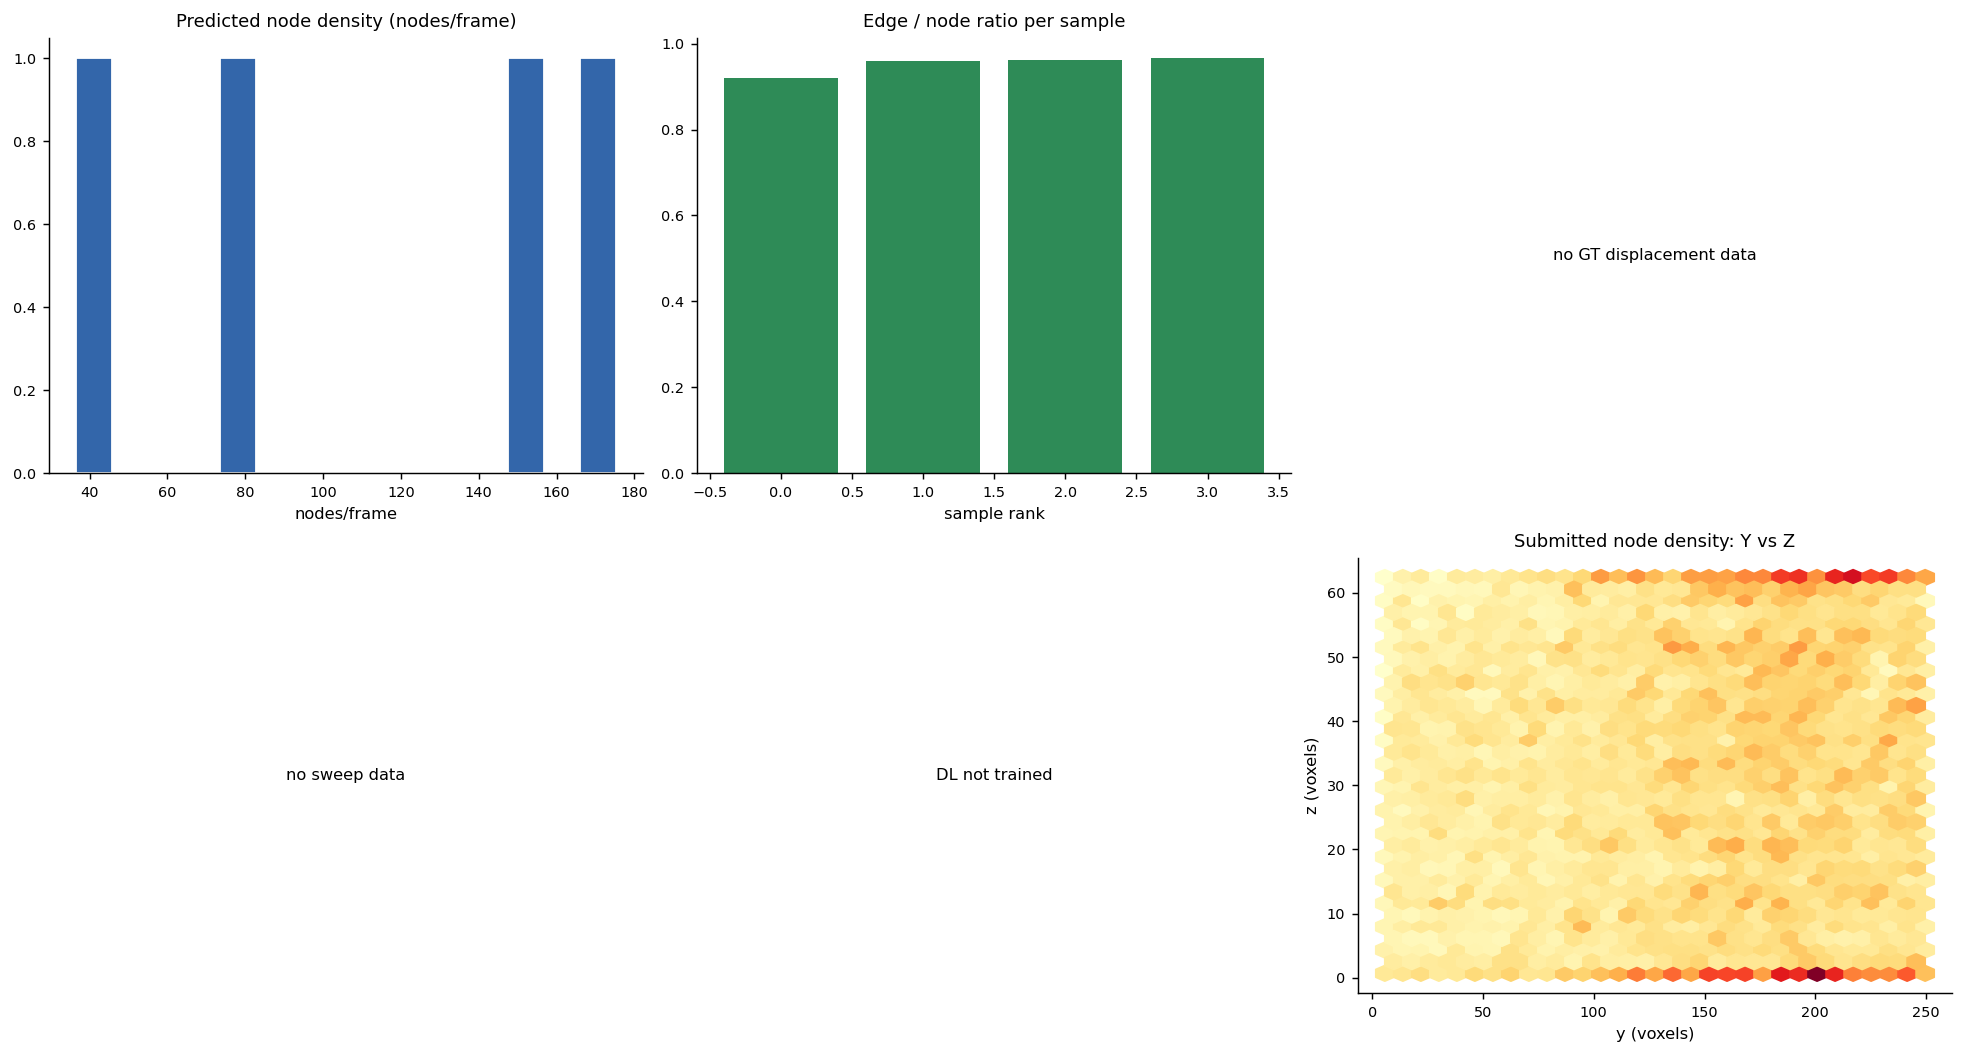 Predicted node density (nodes/frame)
1.0
0.8
0.6
0.4
0.2
0.0
40 60 80 100 120 140 160 180
nodes/frame
Edge / node ratio per sample
1.0
0.8
0.6
0.4
0.2
0.0
−0.5 0.0 0.5 1.0 1.5 2.0 2.5 3.0 3.5
sample rank
no GT displacement data
no sweep data
DL not trained
Submitted node density: Y vs Z
z (voxels)
60
50
40
30
20
10
0
0 50 100 150 200 250
y (voxels)